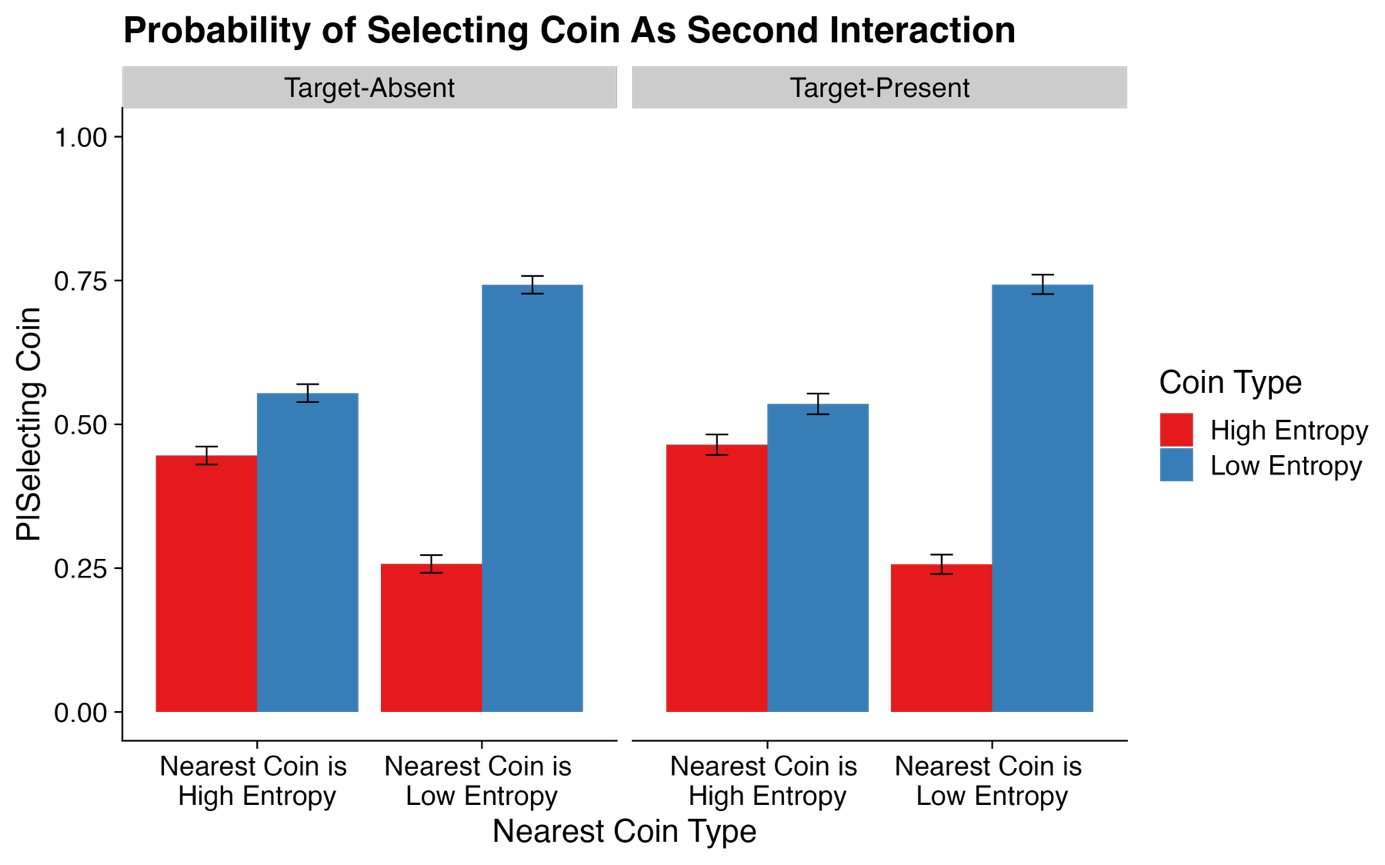 Probability of Selecting Coin As Second Interaction
Target-Absent
Target-Present
PlSelecting Coin
1.00
0.75
0.50
0.25
0.00
Nearest Coin is
High Entropy
Nearest Coin is
Low Entropy
Nearest Coin is
High Entropy
Nearest Coin is
Low Entropy
Nearest Coin Type
Coin Type
High Entropy
Low Entropy